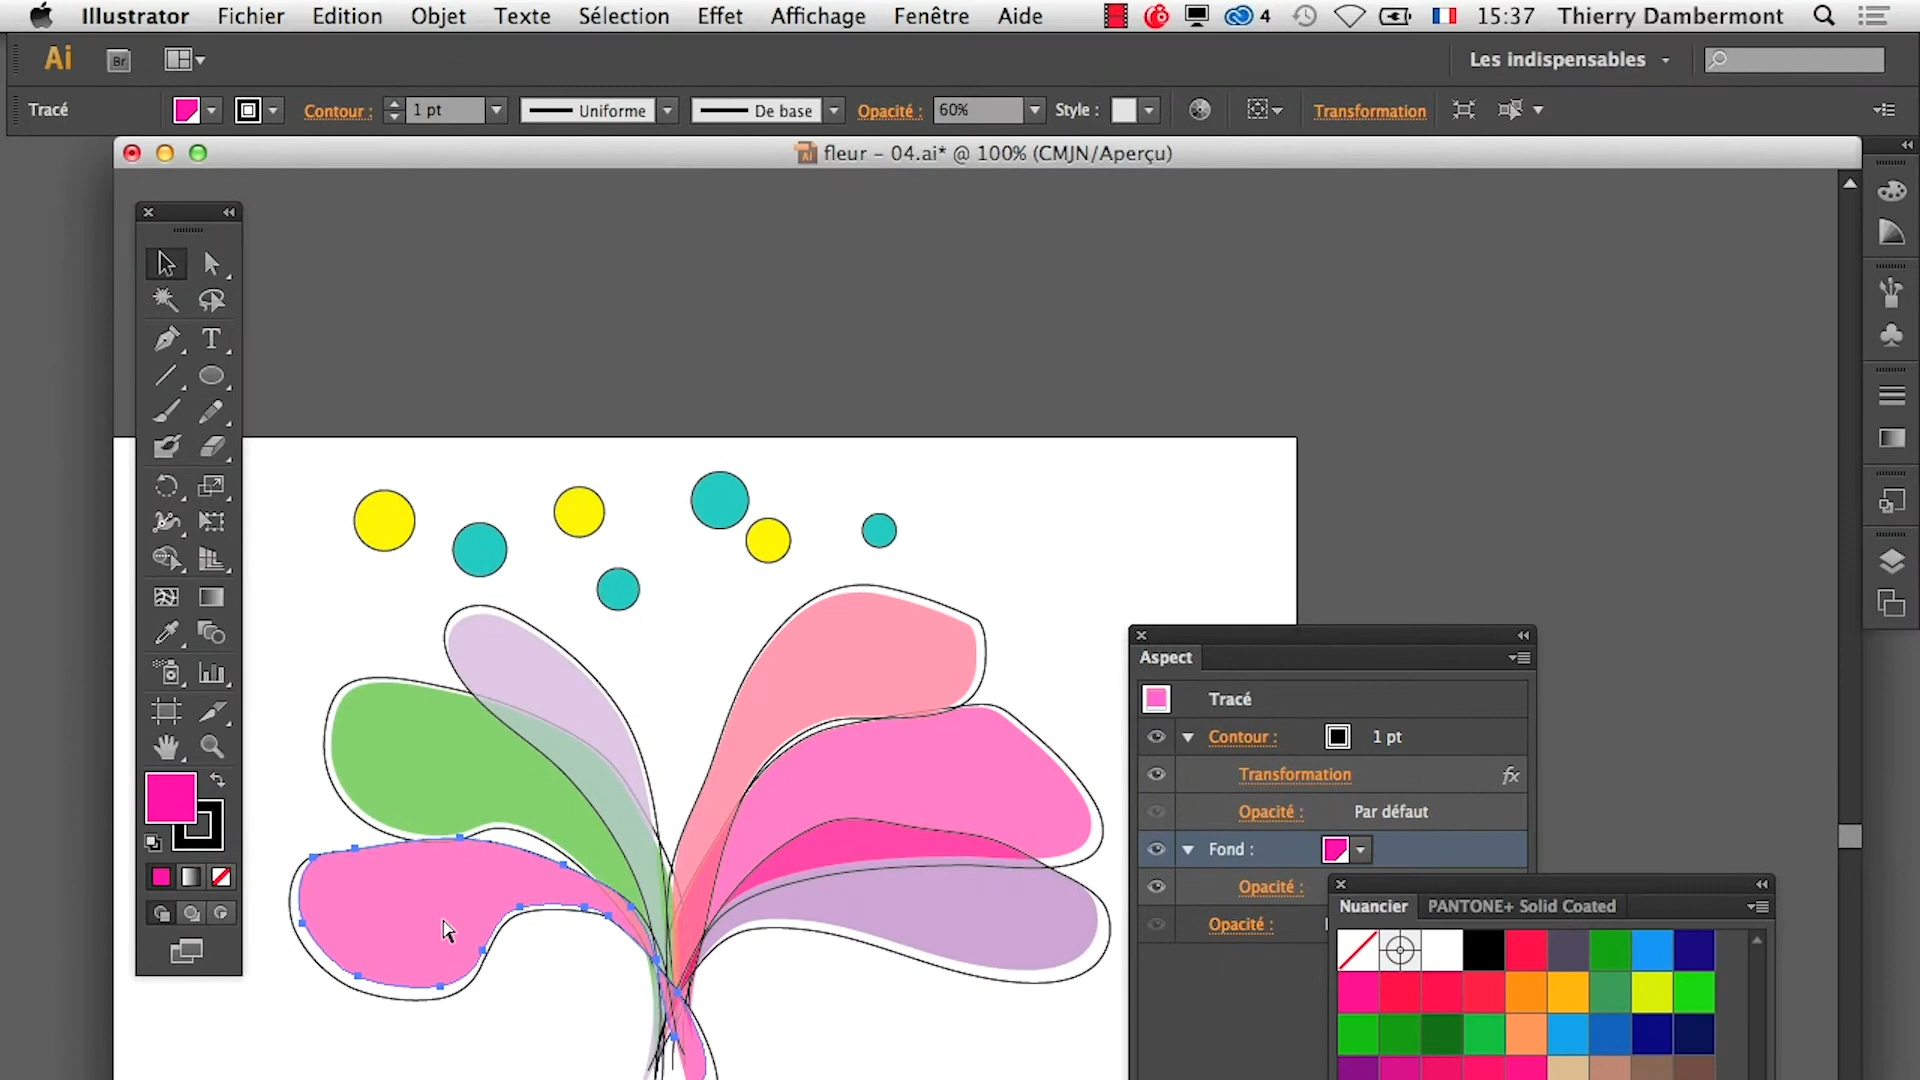 Illustrator Fichier Edition Objet Texte Sélection Effet Affichage Fenêtre Aide 4 15:37 Thierry Dambermont
Ai Br Les indispensables
Tracé Contour : 1 pt Uniforme De base Opacité : 60% Style : Transformation
fleur – 04.ai* @ 100% (CMJN/Aperçu)
T
Aspect
Tracé
Contour : 1 pt
Transformation fx
Opacité : Par défaut
Fond :
Opacité :
Nuancier PANTONE+ Solid Coated
Opacité :